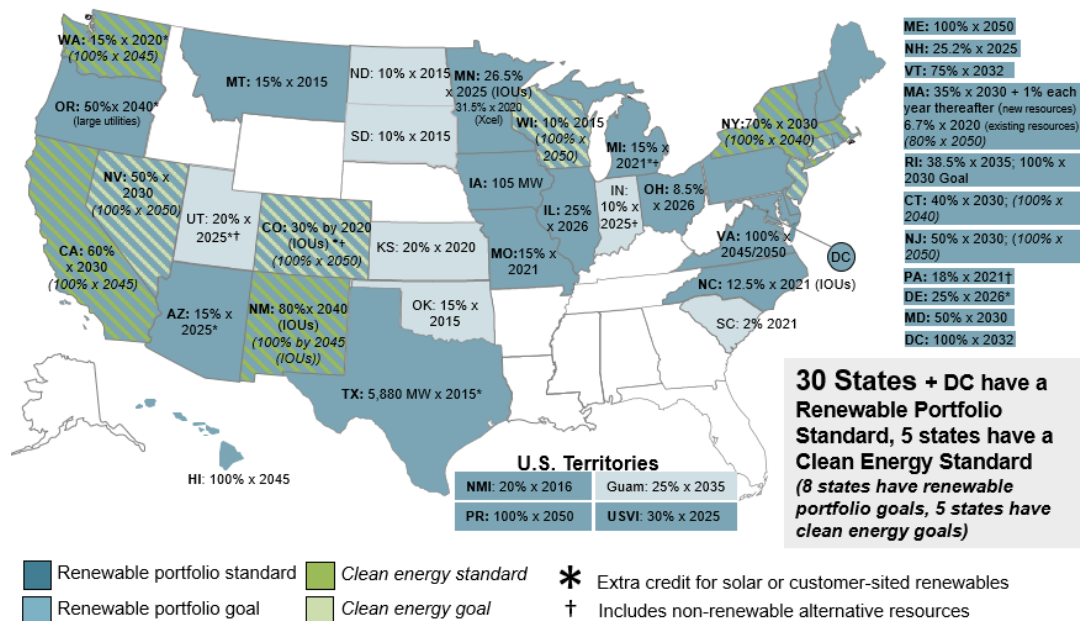 WA: 15% x 2020*
(100% x 2045)
OR: 50%x 2040*
(large utilities)
MT: 15% x 2015
ND: 10% x 2015
SD: 10% x 2015
MN: 26.5%
x 2025 (IOUs)
31.5% x 2020
(Xcel)
WI: 10% 2015
(100% x
2050)
MI: 15% x
2021*†
NY:70% x 2030
(100% x 2040)
NV: 50% x
2030
(100% x 2050)
UT: 20% x
2025*†
CO: 30% by 2020
(IOUs) *†
(100% x 2050)
CA: 60%
x 2030
(100% x 2045)
IA: 105 MW
IL: 25%
x 2026
IN:
10% x
2025†
OH: 8.5%
x 2026
KS: 20% x 2020
MO:15%
x 2021
VA: 100% x
2045/2050
DC
NC: 12.5% x 2021 (IOUs)
SC: 2% 2021
AZ: 15% x
2025*
NM: 80%x 2040
(IOUs)
(100% by 2045
(IOUs))
OK: 15% x
2015
TX: 5,880 MW x 2015*
HI: 100% x 2045
ME: 100% x 2050
NH: 25.2% x 2025
VT: 75% x 2032
MA: 35% x 2030 + 1% each
year thereafter (new resources)
6.7% x 2020 (existing resources)
(80% x 2050)
RI: 38.5% x 2035; 100% x
2030 Goal
CT: 40% x 2030; (100% x
2040)
NJ: 50% x 2030; (100% x
2050)
PA: 18% x 2021†
DE: 25% x 2026*
MD: 50% x 2030
DC: 100% x 2032
30 States + DC have a
Renewable Portfolio
Standard, 5 states have a
Clean Energy Standard
(8 states have renewable
portfolio goals, 5 states have
clean energy goals)
U.S. Territories
NMI: 20% x 2016
Guam: 25% x 2035
PR: 100% x 2050
USVI: 30% x 2025
Renewable portfolio standard
Clean energy standard
* Extra credit for solar or customer-sited renewables
Renewable portfolio goal
Clean energy goal
† Includes non-renewable alternative resources